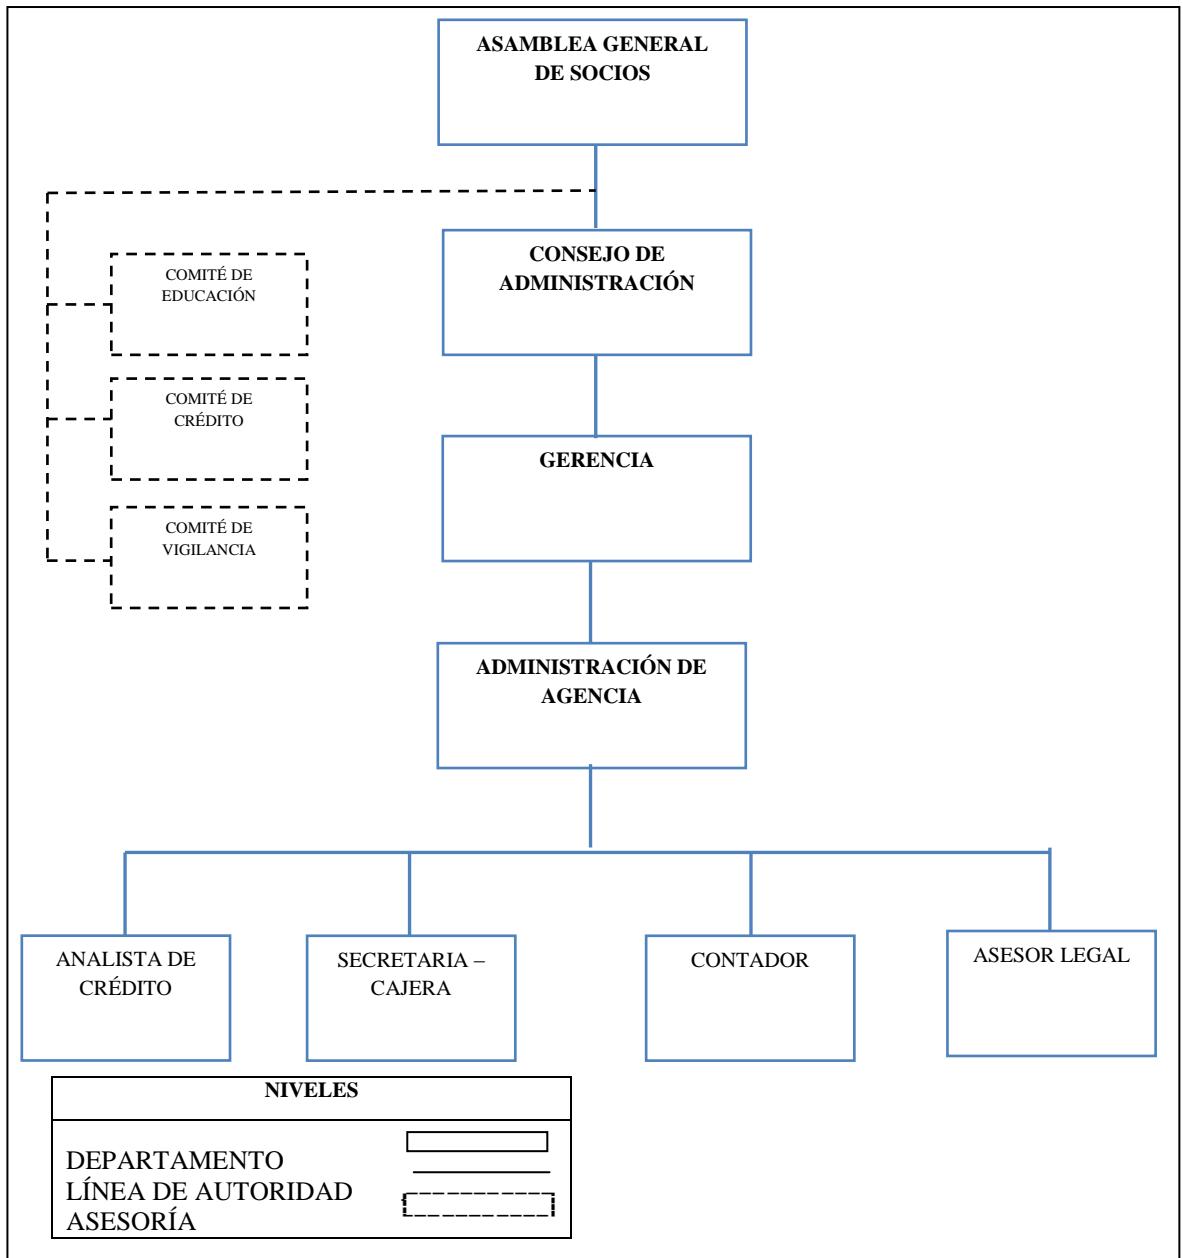 ASAMBLEA GENERAL
DE SOCIOS
CONSEJO DE
ADMINISTRACIÓN
COMITÉ DE
EDUCACIÓN
COMITÉ DE
CRÉDITO
COMITÉ DE
VIGILANCIA
GERENCIA
ADMINISTRACIÓN DE
AGENCIA
ANALISTA DE
CRÉDITO
SECRETARIA –
CAJERA
CONTADOR
ASESOR LEGAL
NIVELES
DEPARTAMENTO
LÍNEA DE AUTORIDAD
ASESORÍA